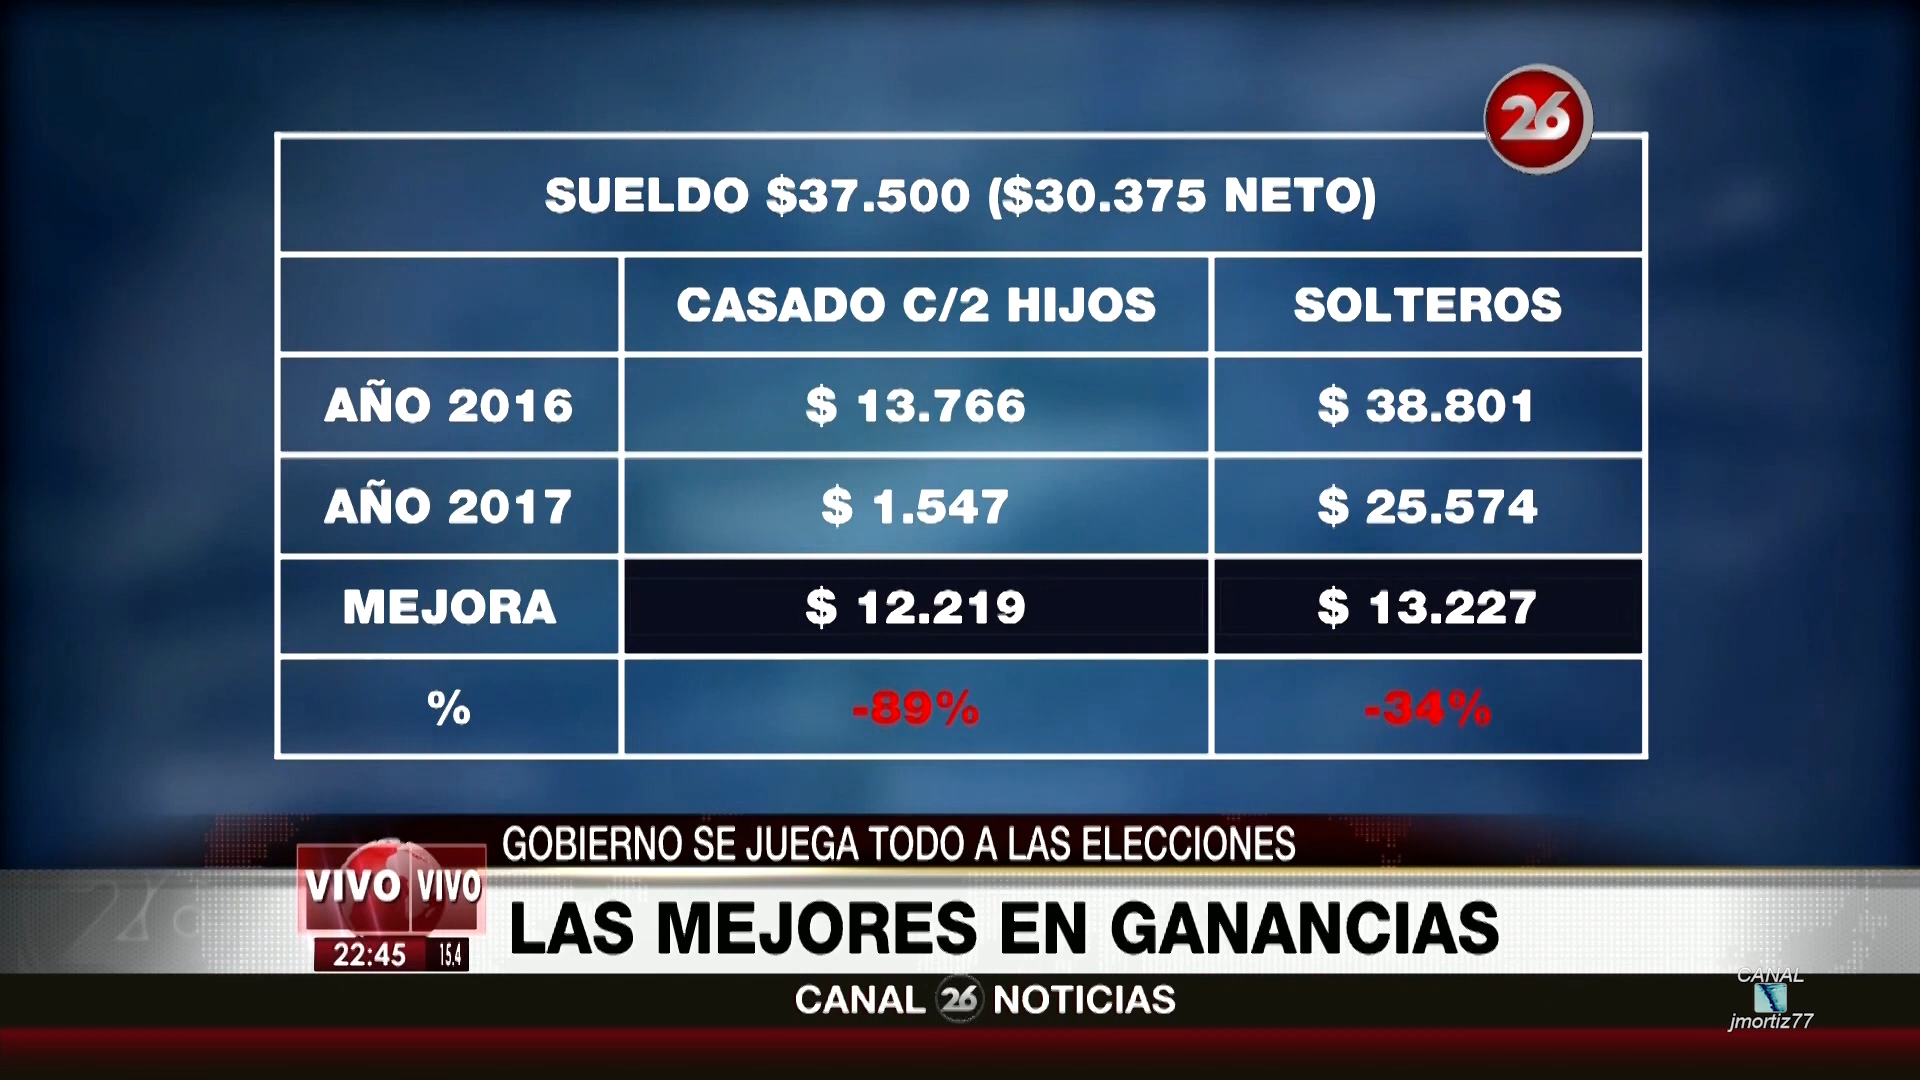 26
SUELDO $37.500 ($30.375 NETO)
CASADO C/2 HIJOS SOLTEROS
AÑO 2016 $ 13.766 $ 38.801
AÑO 2017 $ 1.547 $ 25.574
MEJORA $ 12.219 $ 13.227
% -89% -34%
GOBIERNO SE JUEGA TODO A LAS ELECCIONES
VIVO VIVO
LAS MEJORES EN GANANCIAS
22:45 15.4
CANAL 26 NOTICIAS
CANAL
jmortiz77